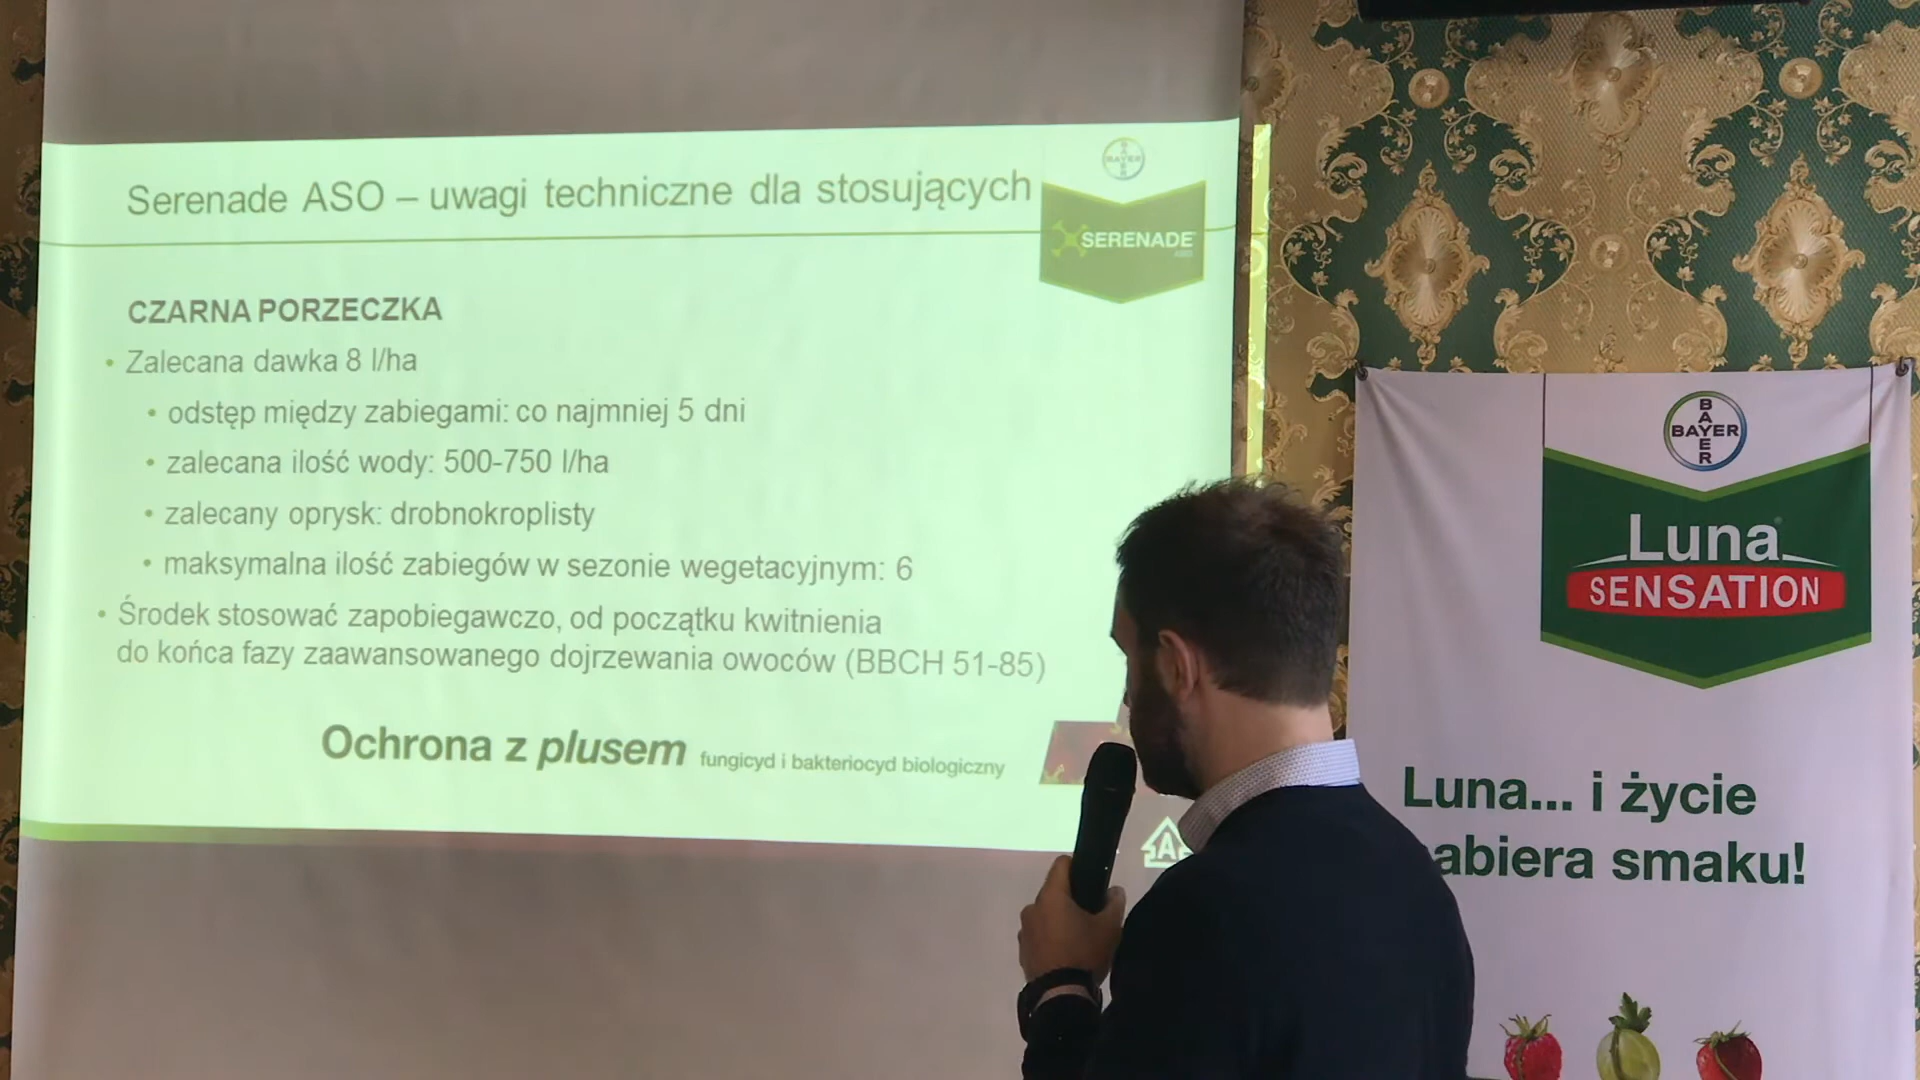 Serenade ASO – uwagi techniczne dla stosujących
BAYER
SERENADE
CZARNA PORZECZKA
• Zalecana dawka 8 l/ha
• odstęp między zabiegami: co najmniej 5 dni
• zalecana ilość wody: 500-750 l/ha
• zalecany oprysk: drobnokroplisty
• maksymalna ilość zabiegów w sezonie wegetacyjnym: 6
• Środek stosować zapobiegawczo, od początku kwitnienia
do końca fazy zaawansowanego dojrzewania owoców (BBCH 51-85)
Ochrona z plusem fungicyd i bakteriocyd biologiczny
A
BAYER
BAYER
Luna
SENSATION
Luna... i życie
abiera smaku!